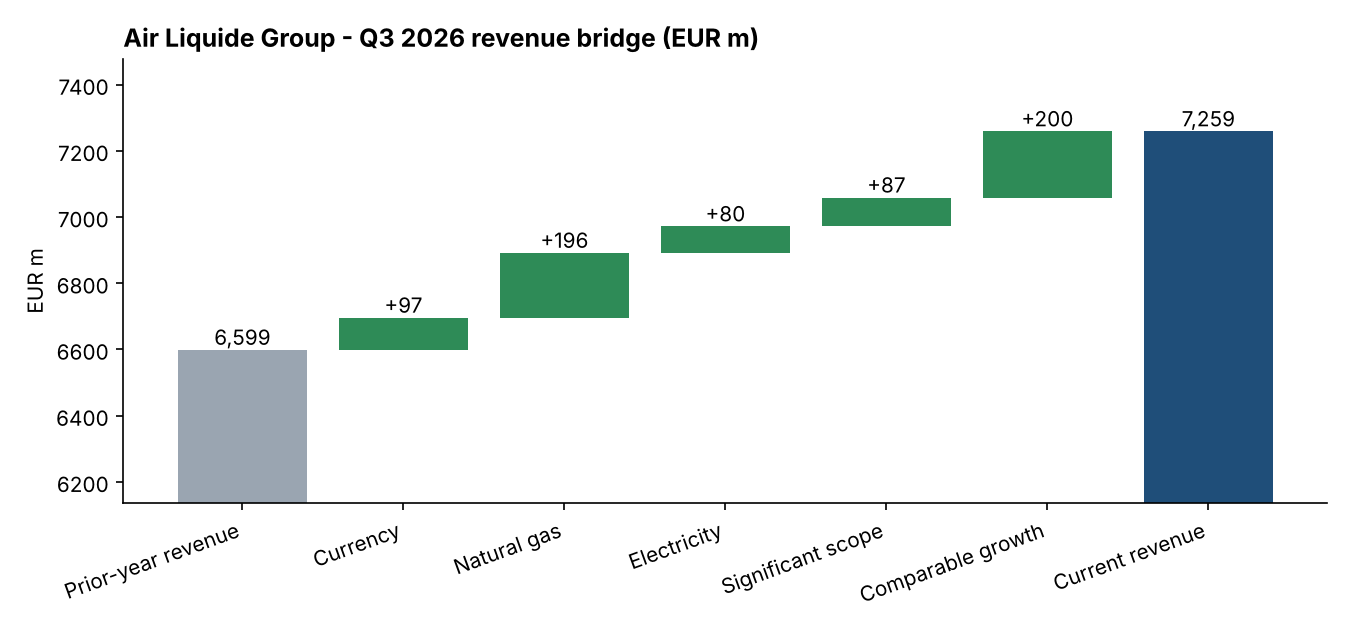 Air Liquide Group - Q3 2026 revenue bridge (EUR m)
EUR m
7400
7200
7000
6800
6600
6400
6200
6,599
+97
+196
+80
+87
+200
7,259
Prior-year revenue
Currency
Natural gas
Electricity
Significant scope
Comparable growth
Current revenue